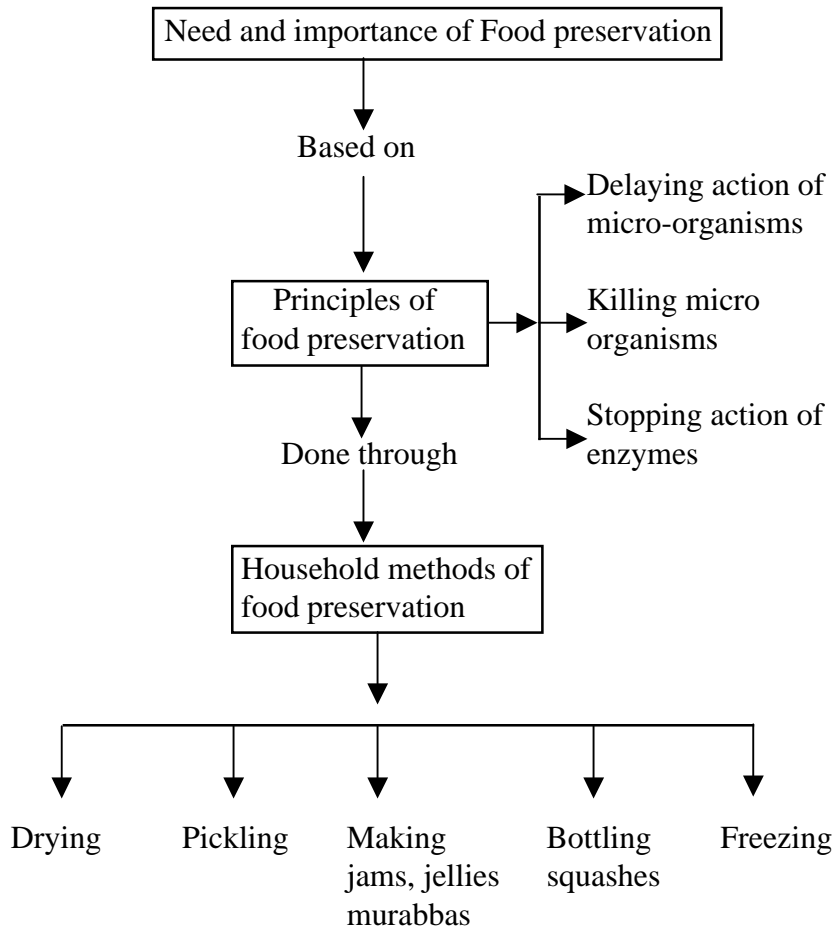 Need and importance of Food preservation
Based on
Delaying action of
micro-organisms
Principles of
food preservation
Killing micro
organisms
Stopping action of
enzymes
Done through
Household methods of
food preservation
Drying
Pickling
Making
jams, jellies
murabbas
Bottling
squashes
Freezing